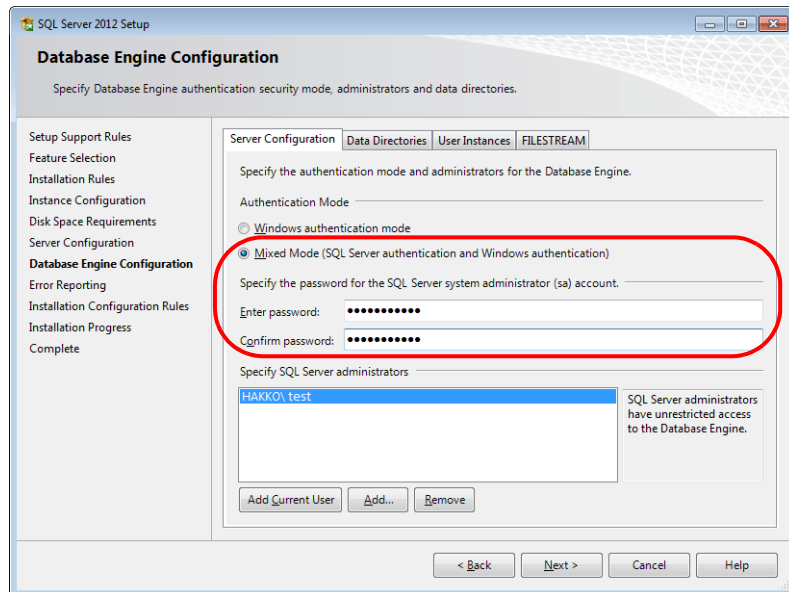 SQL Server 2012 Setup
Database Engine Configuration
Specify Database Engine authentication security mode, administrators and data directories.
Setup Support Rules
Feature Selection
Installation Rules
Instance Configuration
Disk Space Requirements
Server Configuration
Database Engine Configuration
Error Reporting
Installation Configuration Rules
Installation Progress
Complete
Server Configuration Data Directories User Instances FILESTREAM
Specify the authentication mode and administrators for the Database Engine.
Authentication Mode
Windows authentication mode
Mixed Mode (SQL Server authentication and Windows authentication)
Specify the password for the SQL Server system administrator (sa) account.
Enter password: ●●●●●●●●●●●
Confirm password: ●●●●●●●●●●●
Specify SQL Server administrators
HAKKO\ test
SQL Server administrators
have unrestricted access
to the Database Engine.
Add Current User Add... Remove
< Back Next > Cancel Help